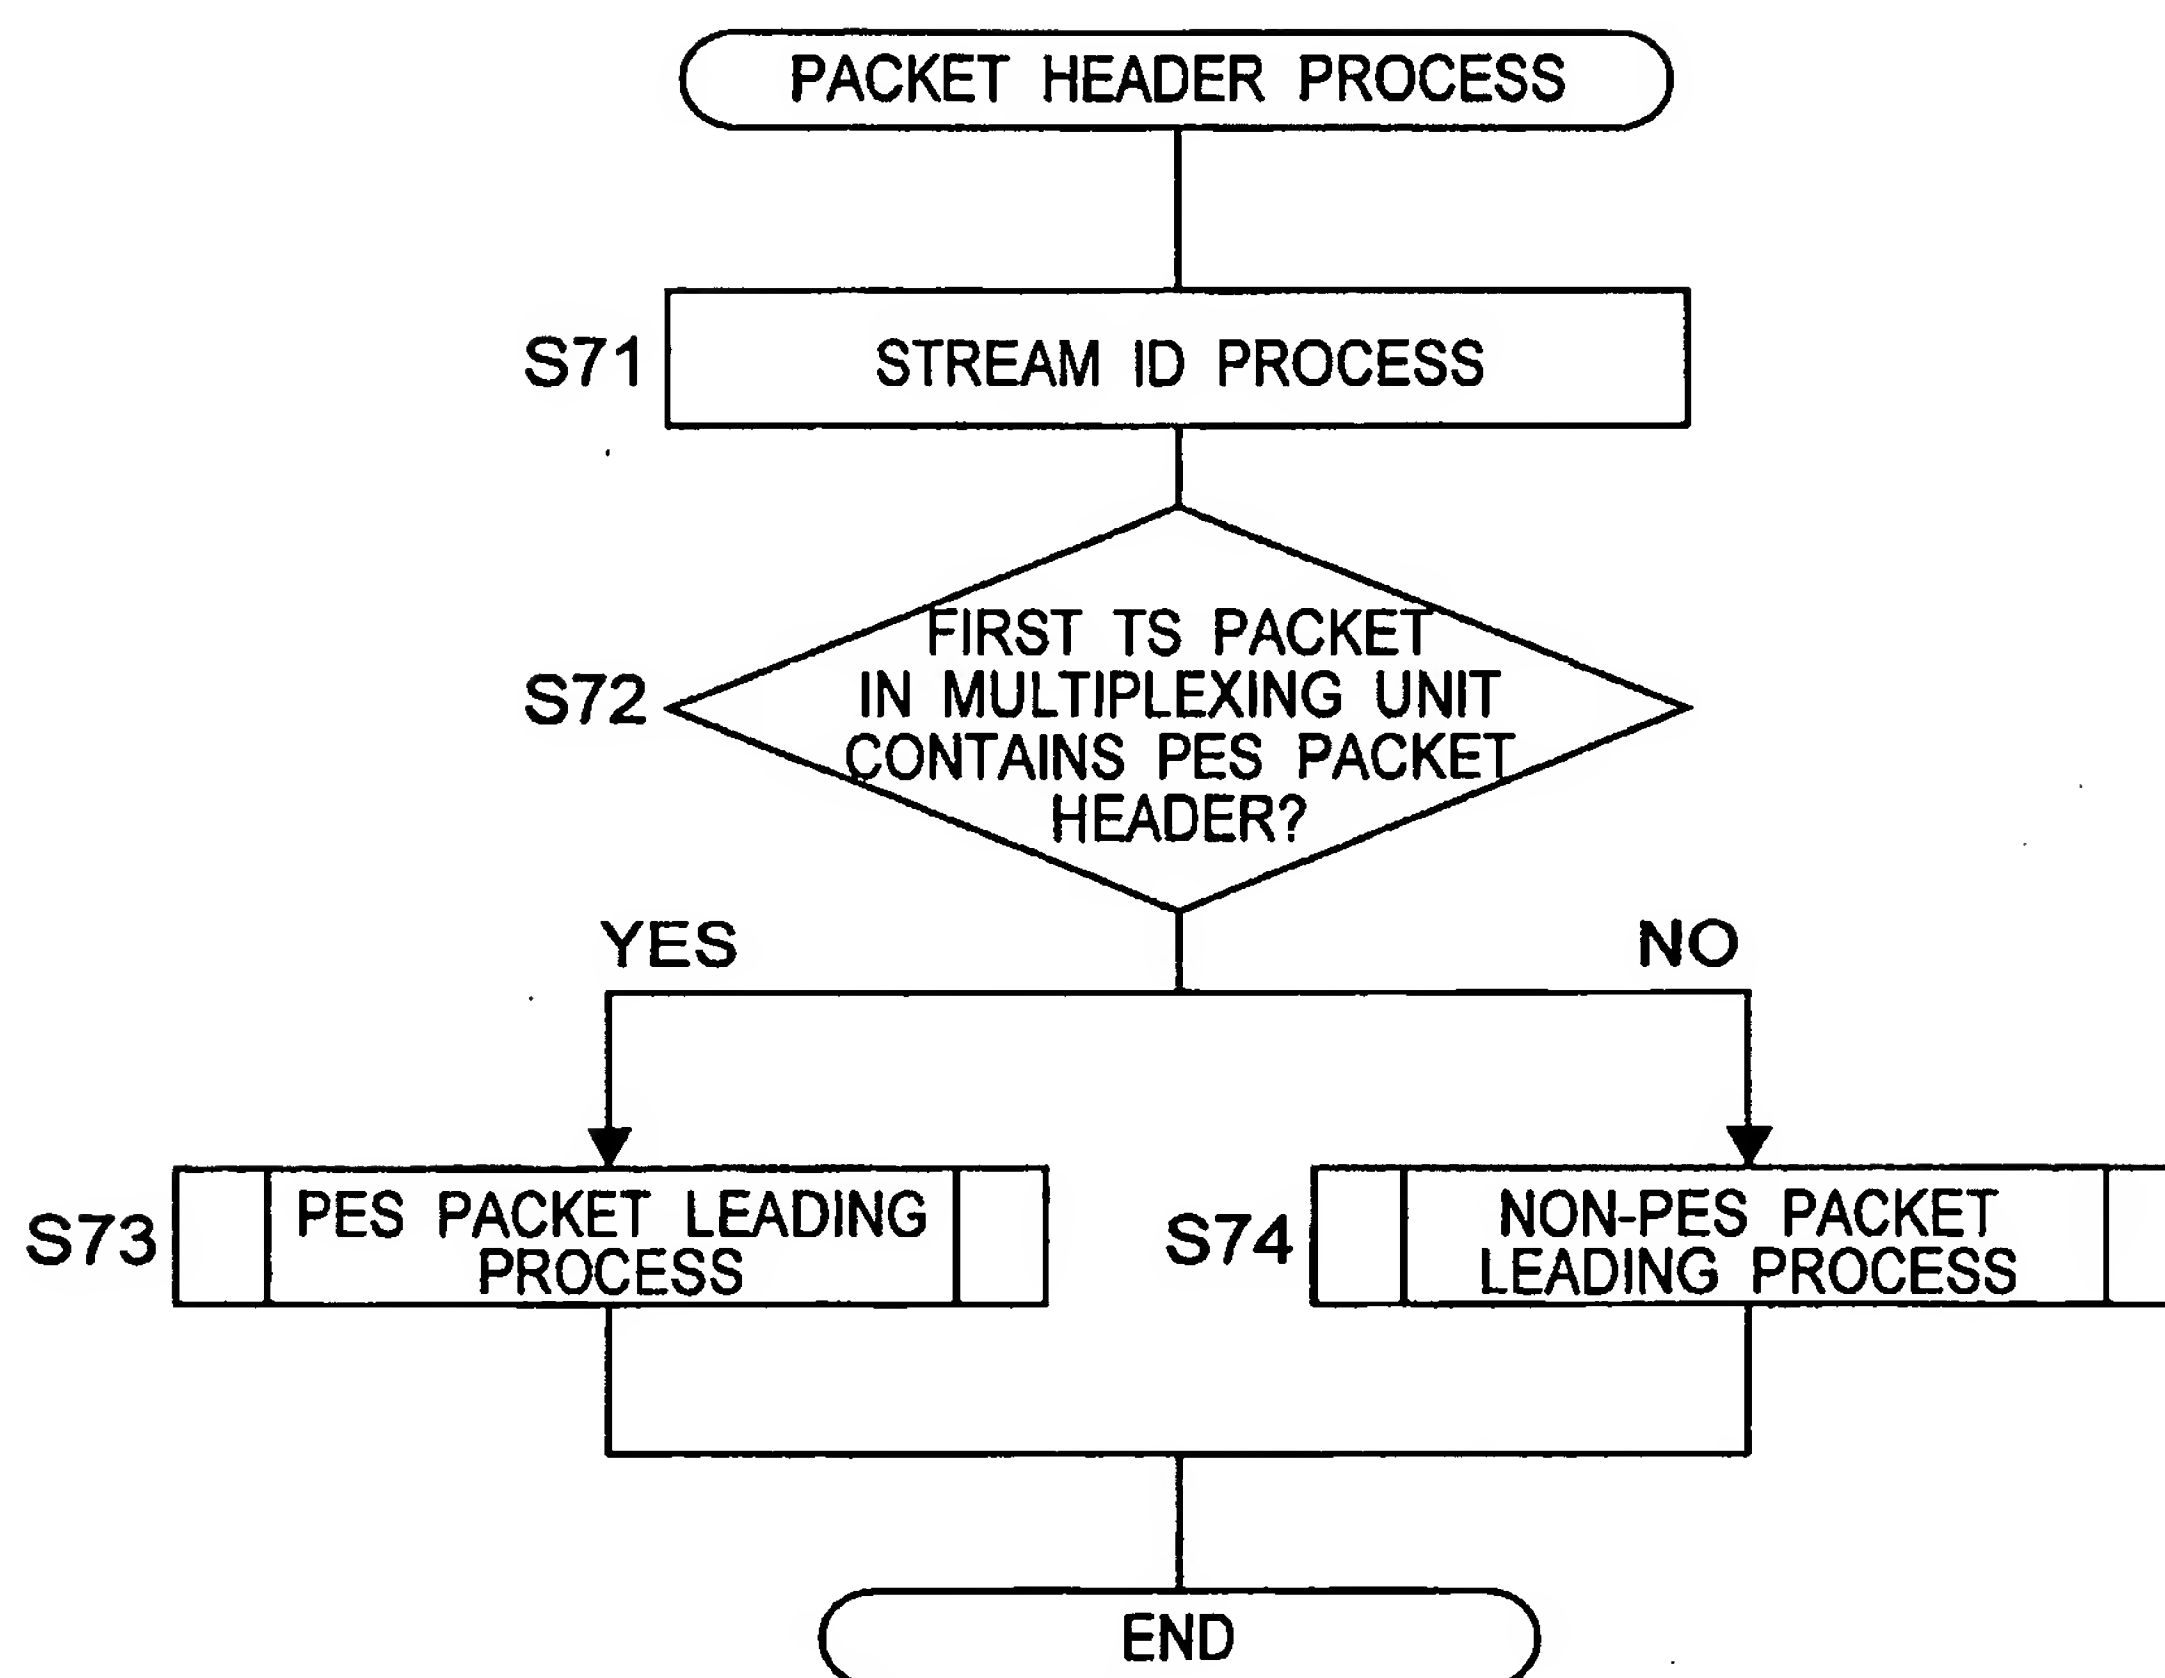 PACKET HEADER PROCESS
S71
STREAM ID PROCESS
S72
FIRST TS PACKET
IN MULTIPLEXING UNIT
CONTAINS PES PACKET
HEADER?
YES
NO
S73
PES PACKET LEADING
PROCESS
S74
NON-PES PACKET
LEADING PROCESS
END